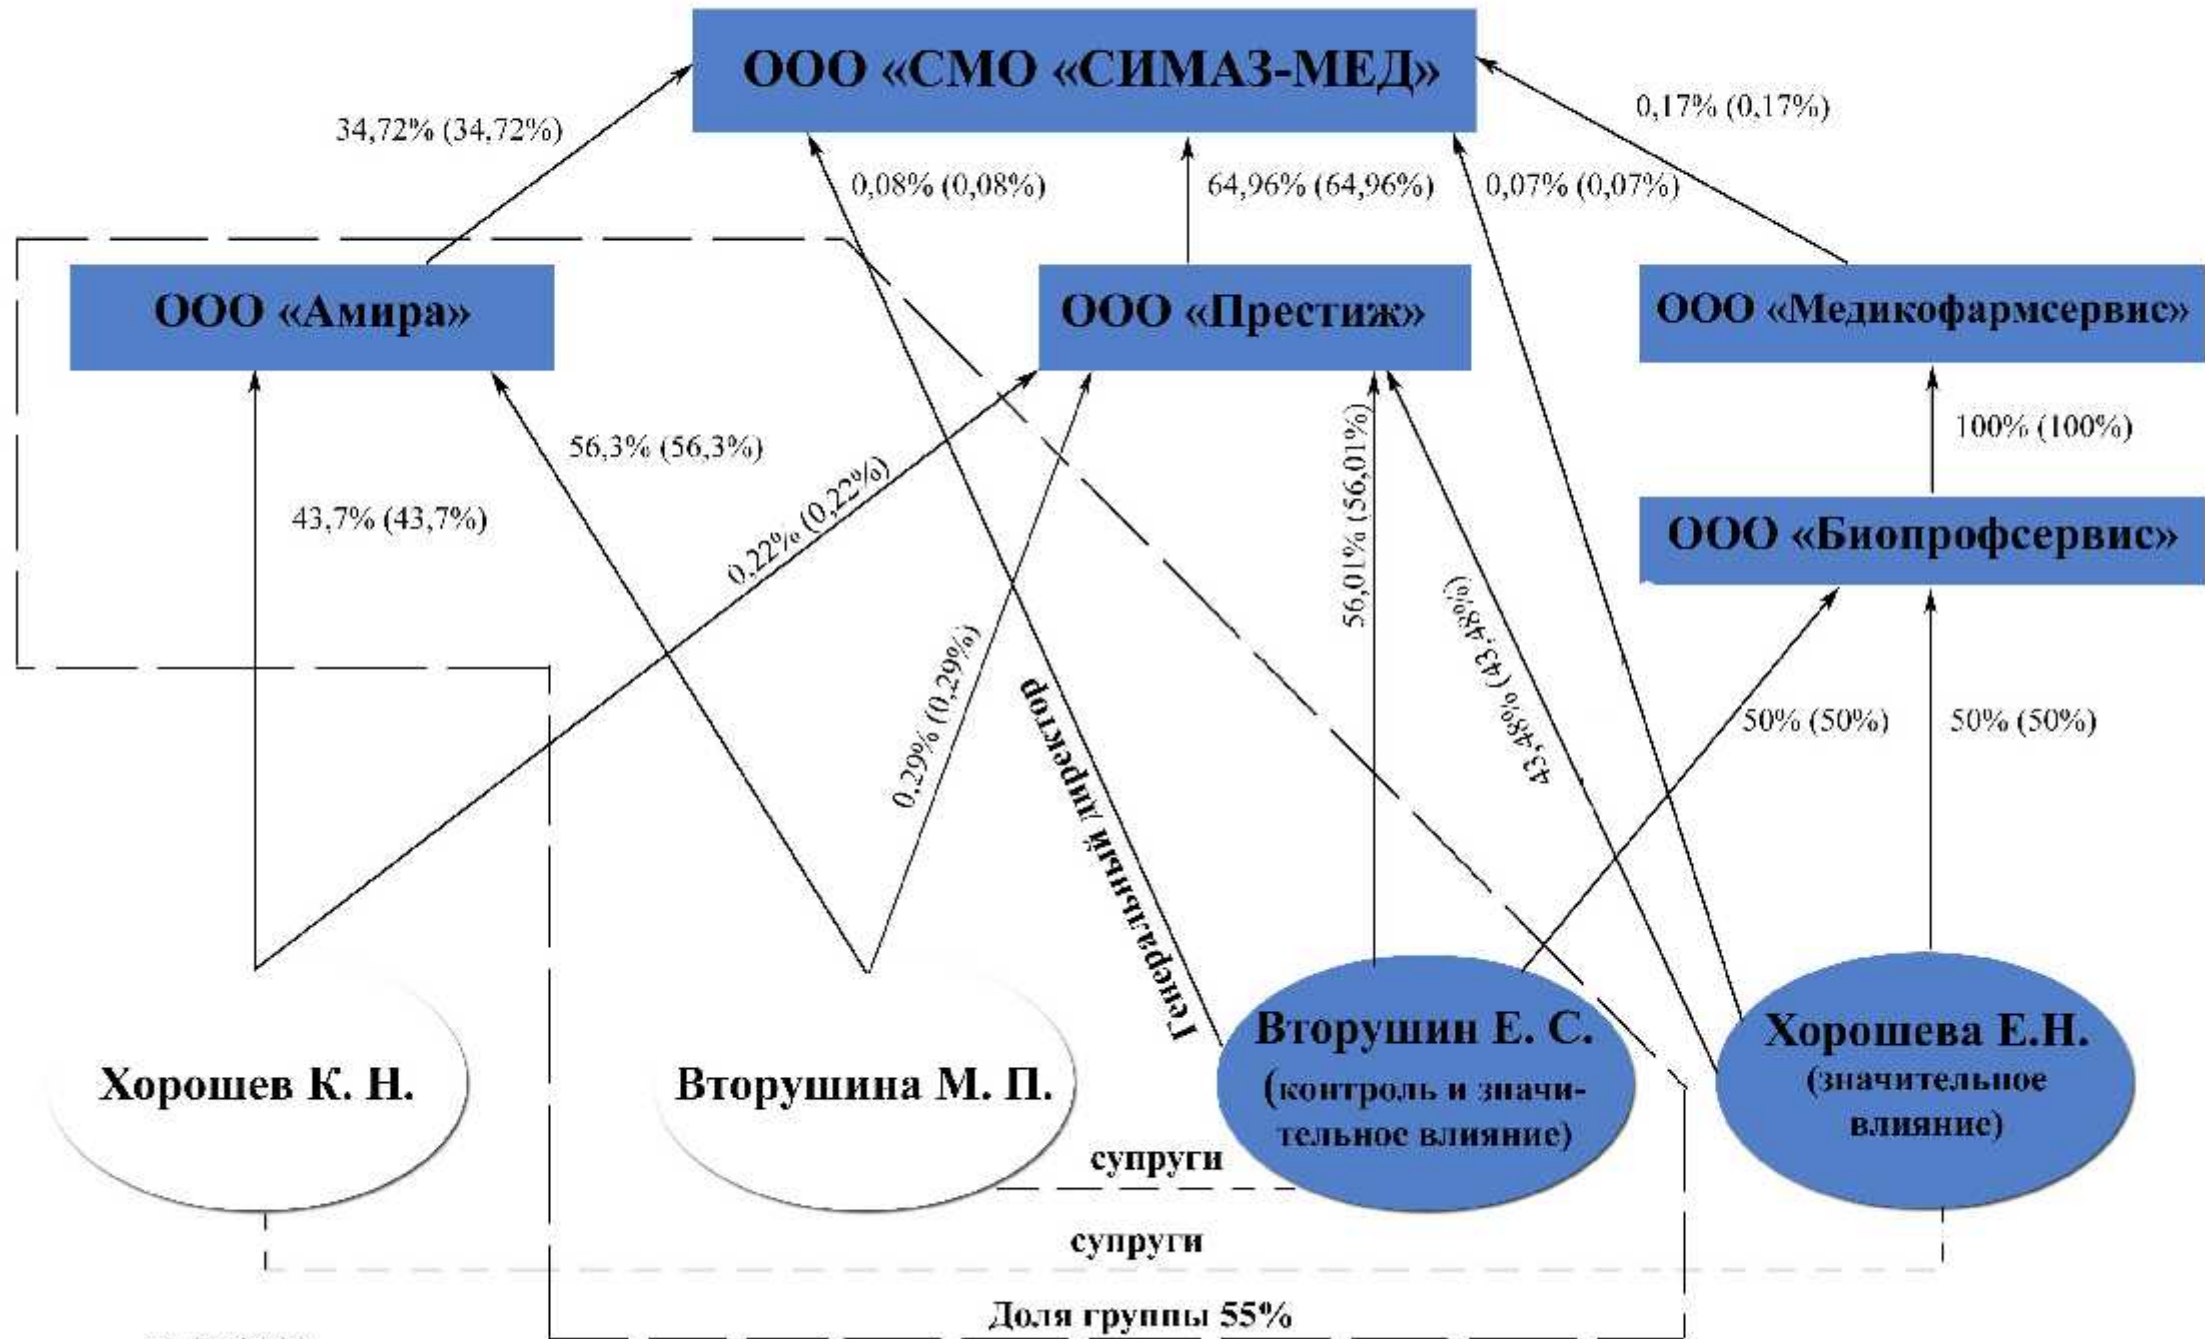 ООО «СМО «СИМАЗ-МЕД»
34,72% (34,72%)
0,17% (0,17%)
0,08% (0,08%)
64,96% (64,96%)
0,07% (0,07%)
ООО «Амира»
ООО «Престиж»
ООО «Медикофармсервис»
56,3% (56,3%)
43,7% (43,7%)
0,22% (0,22%)
0,29% (0,29%)
Генеральный директор
56,01% (56,01%)
43,48% (43,48%)
100% (100%)
ООО «Биопрофсервис»
50% (50%)
50% (50%)
Хорошев К. Н.
Вторушина М. П.
Вторушин Е. С.
(контроль и значи-
тельное влияние)
Хорошева Е.Н.
(значительное
влияние)
супруги
супруги
Доля группы 55%